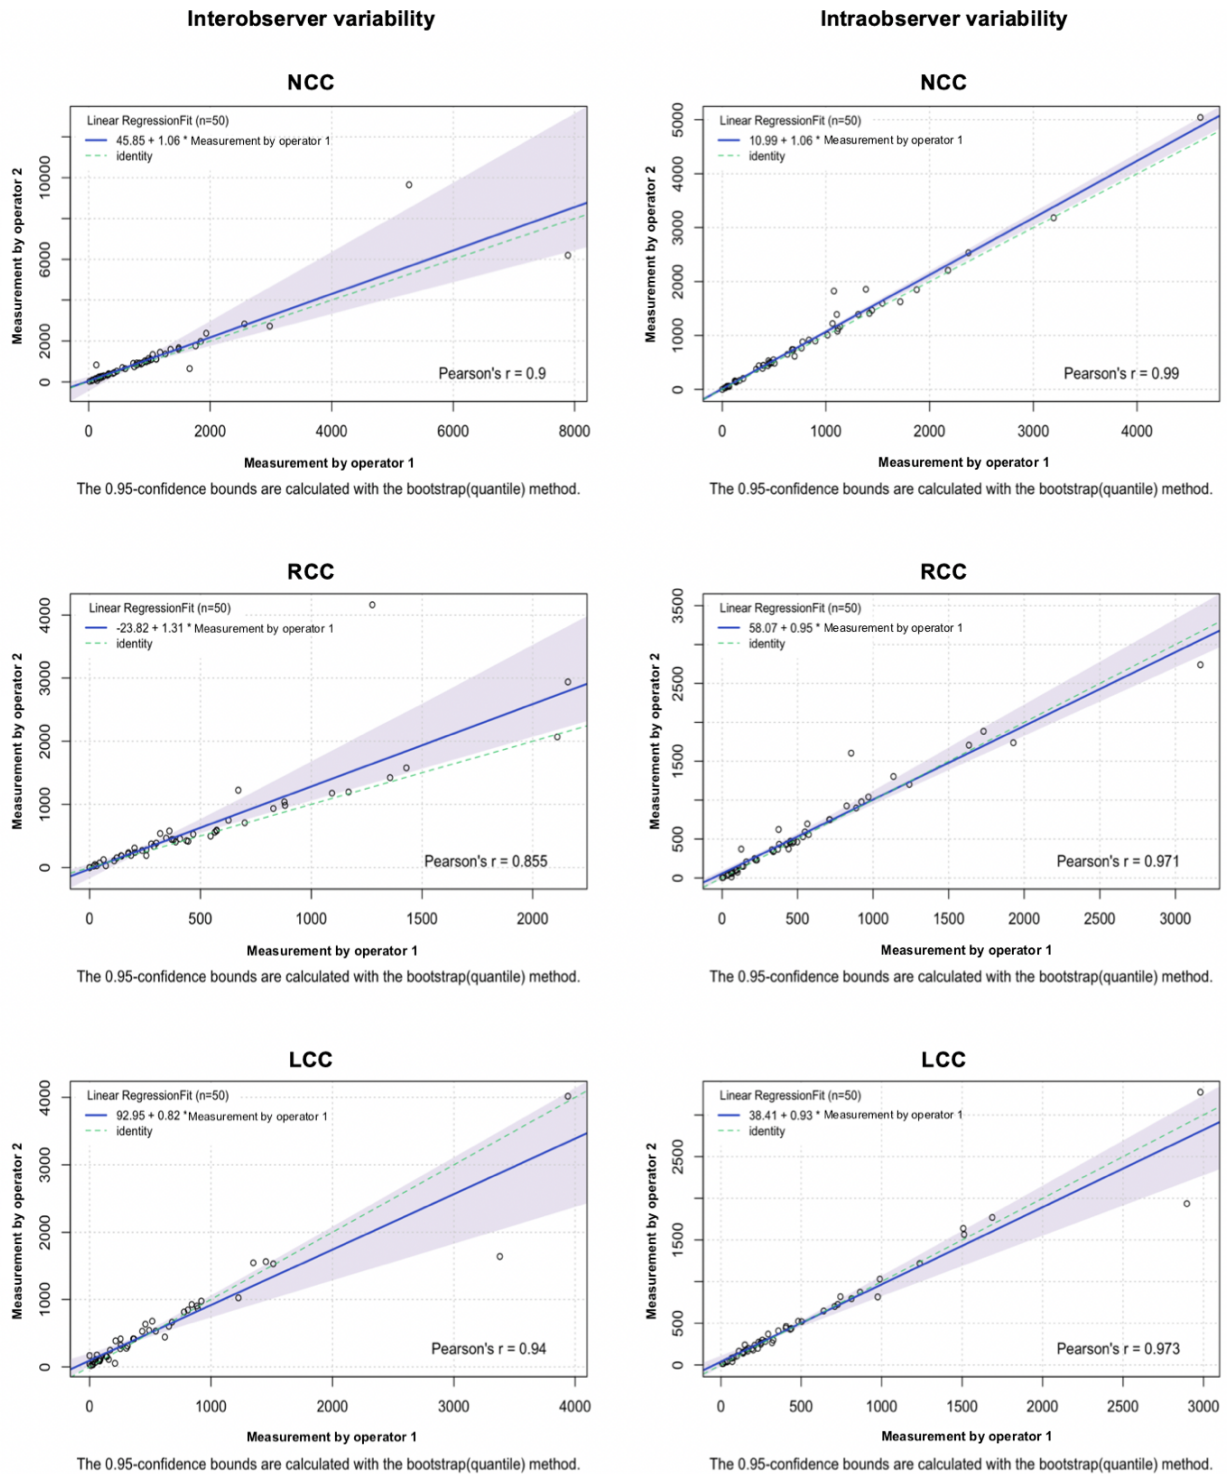 Interobserver variability
Intraobserver variability
NCC
Linear RegressionFit (n=50)
45.85 + 1.06 * Measurement by operator 1
identity
Measurement by operator 2
10000
6000
2000
0
Pearson's r = 0.9
0 2000 4000 6000 8000
Measurement by operator 1
The 0.95-confidence bounds are calculated with the bootstrap(quantile) method.
NCC
Linear RegressionFit (n=50)
10.99 + 1.06 * Measurement by operator 1
identity
Measurement by operator 2
5000
4000
3000
2000
1000
0
Pearson's r = 0.99
0 1000 2000 3000 4000
Measurement by operator 1
The 0.95-confidence bounds are calculated with the bootstrap(quantile) method.
RCC
Linear RegressionFit (n=50)
-23.82 + 1.31 * Measurement by operator 1
identity
Measurement by operator 2
4000
3000
2000
1000
0
Pearson's r = 0.855
0 500 1000 1500 2000
Measurement by operator 1
The 0.95-confidence bounds are calculated with the bootstrap(quantile) method.
RCC
Linear RegressionFit (n=50)
58.07 + 0.95 * Measurement by operator 1
identity
Measurement by operator 2
3500
2500
1500
500
0
Pearson's r = 0.971
0 500 1000 1500 2000 2500 3000
Measurement by operator 1
The 0.95-confidence bounds are calculated with the bootstrap(quantile) method.
LCC
Linear RegressionFit (n=50)
92.95 + 0.82 *Measurement by operator 1
identity
Measurement by operator 2
4000
3000
2000
1000
0
Pearson's r = 0.94
0 1000 2000 3000 4000
Measurement by operator 1
The 0.95-confidence bounds are calculated with the bootstrap(quantile) method.
LCC
Linear RegressionFit (n=50)
38.41 + 0.93 * Measurement by operator 1
identity
Measurement by operator 2
2500
1500
500
0
Pearson's r = 0.973
0 500 1000 1500 2000 2500 3000
Measurement by operator 1
The 0.95-confidence bounds are calculated with the bootstrap(quantile) method.